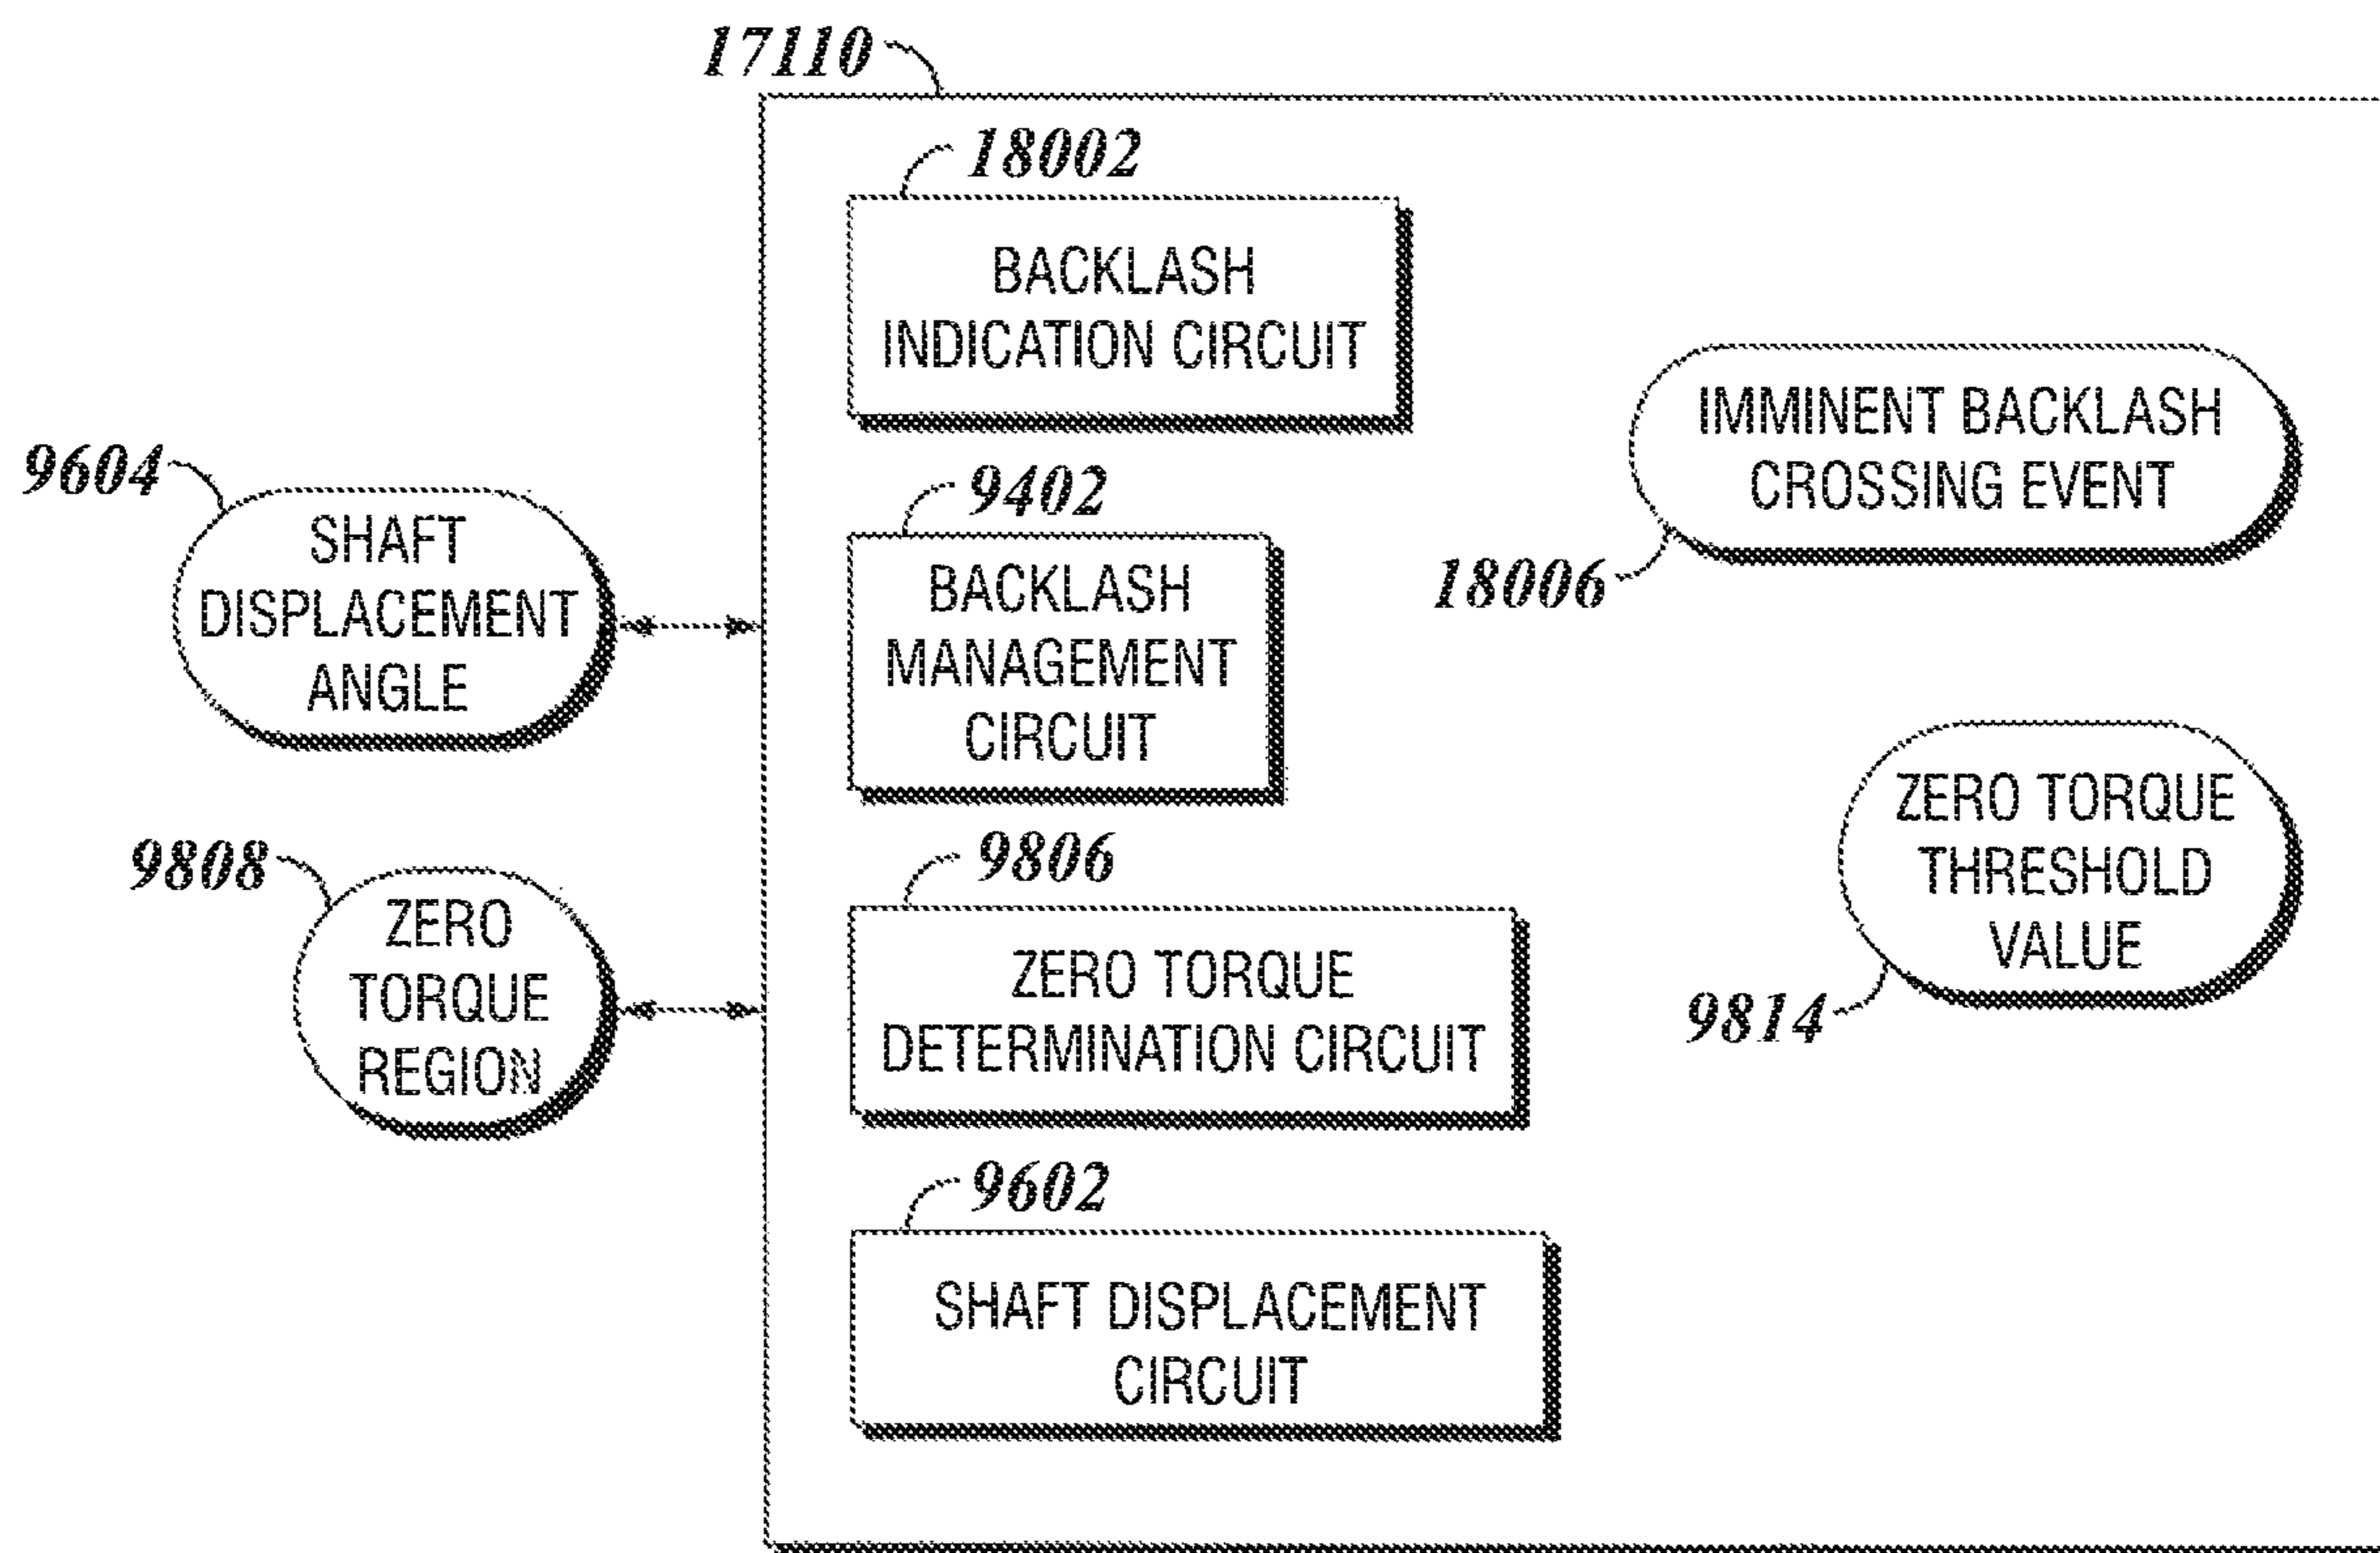 17110
18002
BACKLASH
INDICATION CIRCUIT
IMMINENT BACKLASH
CROSSING EVENT
18006
9604
SHAFT
DISPLACEMENT
ANGLE
9402
BACKLASH
MANAGEMENT
CIRCUIT
ZERO TORQUE
THRESHOLD
VALUE
9814
9808
ZERO
TORQUE
REGION
9806
ZERO TORQUE
DETERMINATION CIRCUIT
9602
SHAFT DISPLACEMENT
CIRCUIT